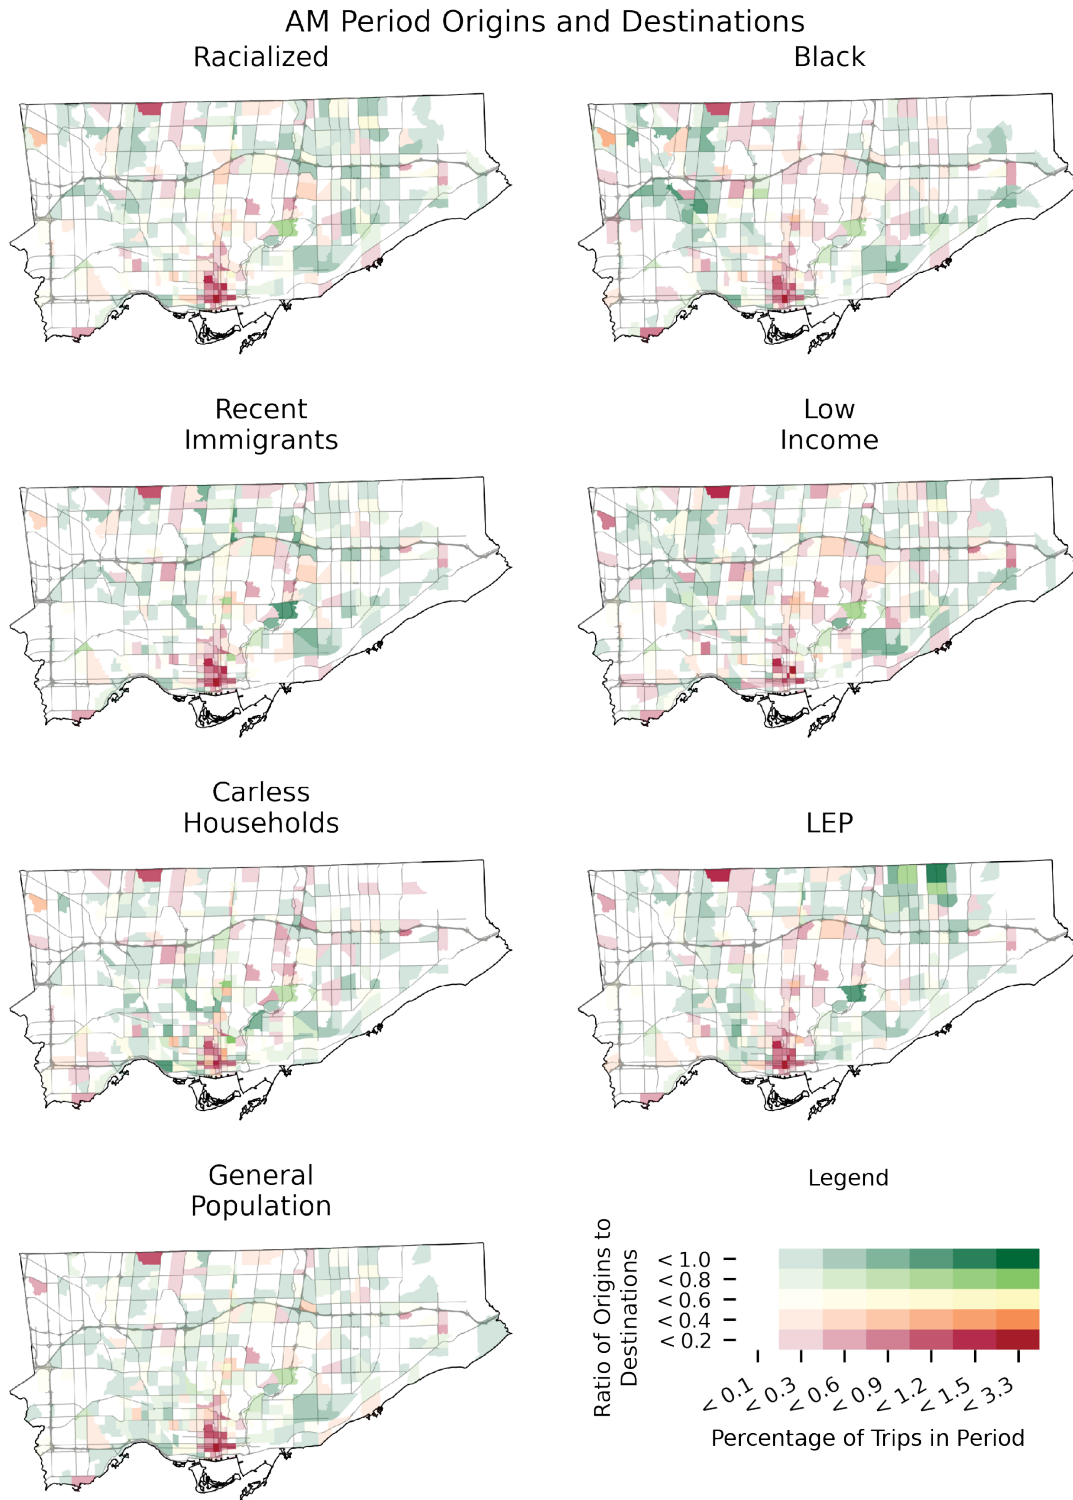 AM Period Origins and Destinations
Racialized
Black
Recent
Immigrants
Low
Income
Carless
Households
LEP
General
Population
Legend
Ratio of Origins to
Destinations
< 1.0
< 0.8
< 0.6
< 0.4
< 0.2
< 0.1
< 0.3
< 0.6
< 0.9
< 1.2
< 1.5
< 3.3
Percentage of Trips in Period